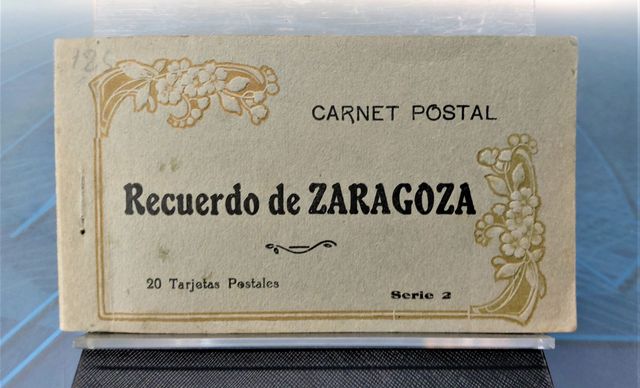 CARNET POSTAL
Recuerdo de ZARAGOZA
20 Tarjetas Postales
Serie 2